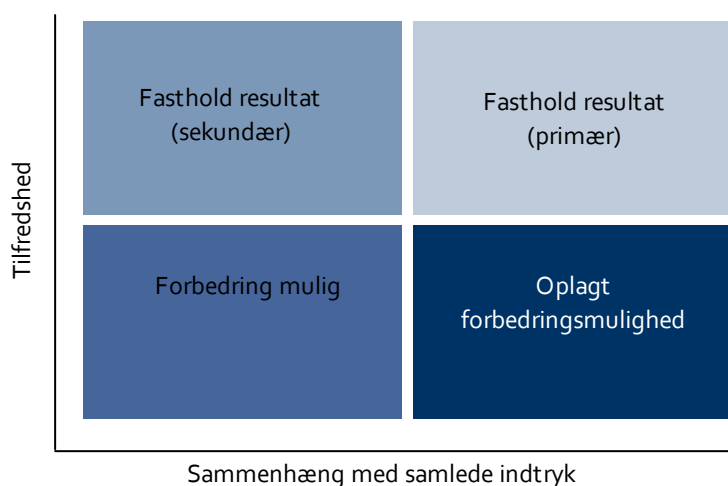 Fasthold resultat
(sekundær)
Fasthold resultat
(primær)
Tilfredshed
Forbedring mulig
Oplagt
forbedringsmulighed
Sammenhæng med samlede indtryk